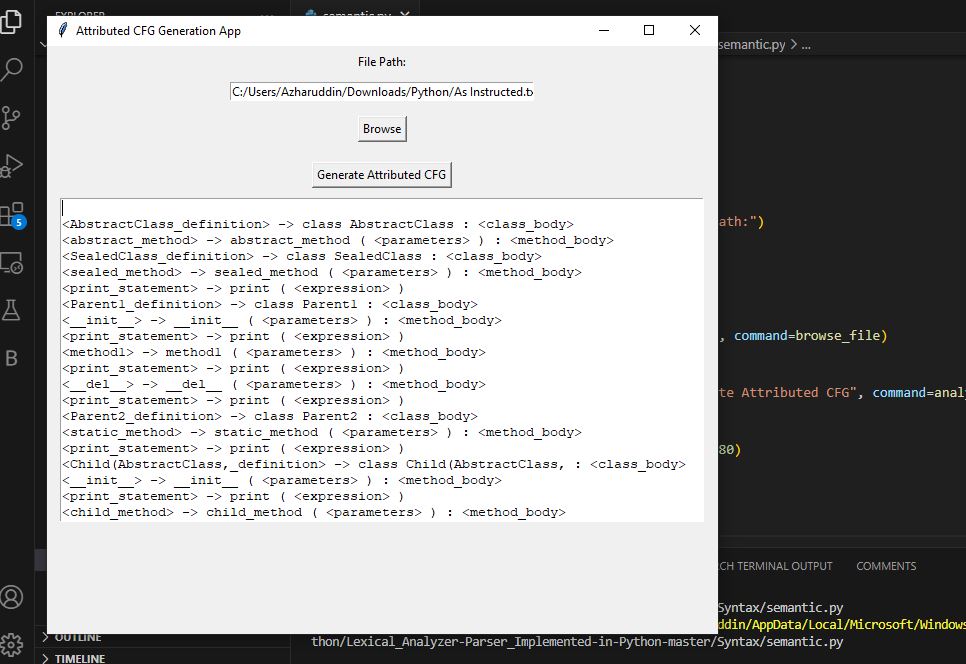 EXPLORER
semantic.py
Attributed CFG Generation App
semantic.py > ...
File Path:
C:/Users/Azharuddin/Downloads/Python/As Instructed.tx
Browse
Generate Attributed CFG
<AbstractClass_definition> -> class AbstractClass : <class_body>
<abstract_method> -> abstract_method ( <parameters> ) : <method_body>
<SealedClass_definition> -> class SealedClass : <class_body>
<sealed_method> -> sealed_method ( <parameters> ) : <method_body>
<print_statement> -> print ( <expression> )
<Parent1_definition> -> class Parent1 : <class_body>
<__init__> -> __init__ ( <parameters> ) : <method_body>
<print_statement> -> print ( <expression> )
<method1> -> method1 ( <parameters> ) : <method_body>
<print_statement> -> print ( <expression> )
<__del__> -> __del__ ( <parameters> ) : <method_body>
<print_statement> -> print ( <expression> )
<Parent2_definition> -> class Parent2 : <class_body>
<static_method> -> static_method ( <parameters> ) : <method_body>
<print_statement> -> print ( <expression> )
<Child(AbstractClass,_definition> -> class Child(AbstractClass, : <class_body>
<__init__> -> __init__ ( <parameters> ) : <method_body>
<print_statement> -> print ( <expression> )
<child_method> -> child_method ( <parameters> ) : <method_body>
ath:")
, command=browse_file)
te Attributed CFG", command=analy
80)
5
B
CH TERMINAL OUTPUT COMMENTS
Syntax/semantic.py
ddin/AppData/Local/Microsoft/Windows
thon/Lexical_Analyzer-Parser_Implemented-in-Python-master/Syntax/semantic.py
OUTLINE
TIMELINE